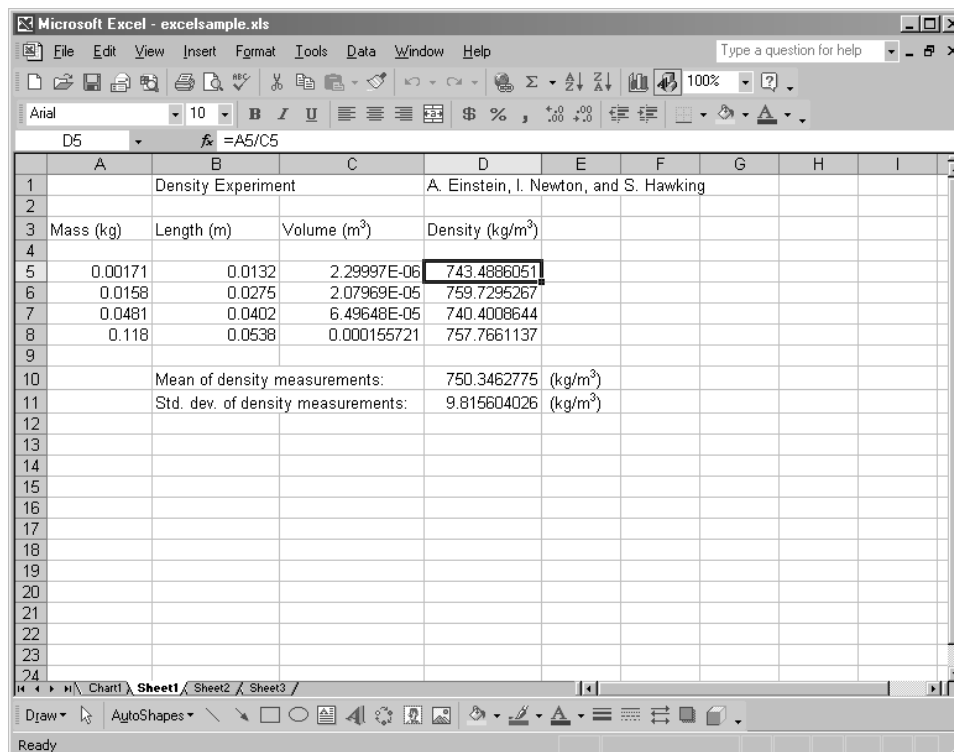 Microsoft Excel - excelsample.xls
File Edit View Insert Format Tools Data Window Help Type a question for help
100%
Arial 10 B I U $ % ,
D5 fx =A5/C5
A B C D E F G H I
1 Density Experiment A. Einstein, I. Newton, and S. Hawking
2
3 Mass (kg) Length (m) Volume (m³) Density (kg/m³)
4
5 0.00171 0.0132 2.29997E-06 743.4886051
6 0.0158 0.0275 2.07969E-05 759.7295267
7 0.0481 0.0402 6.49648E-05 740.4008644
8 0.118 0.0538 0.000155721 757.7661137
9
10 Mean of density measurements: 750.3462775 (kg/m³)
11 Std. dev. of density measurements: 9.815604026 (kg/m³)
12
13
14
15
16
17
18
19
20
21
22
23
24
Chart1 Sheet1 Sheet2 Sheet3
Draw AutoShapes
Ready